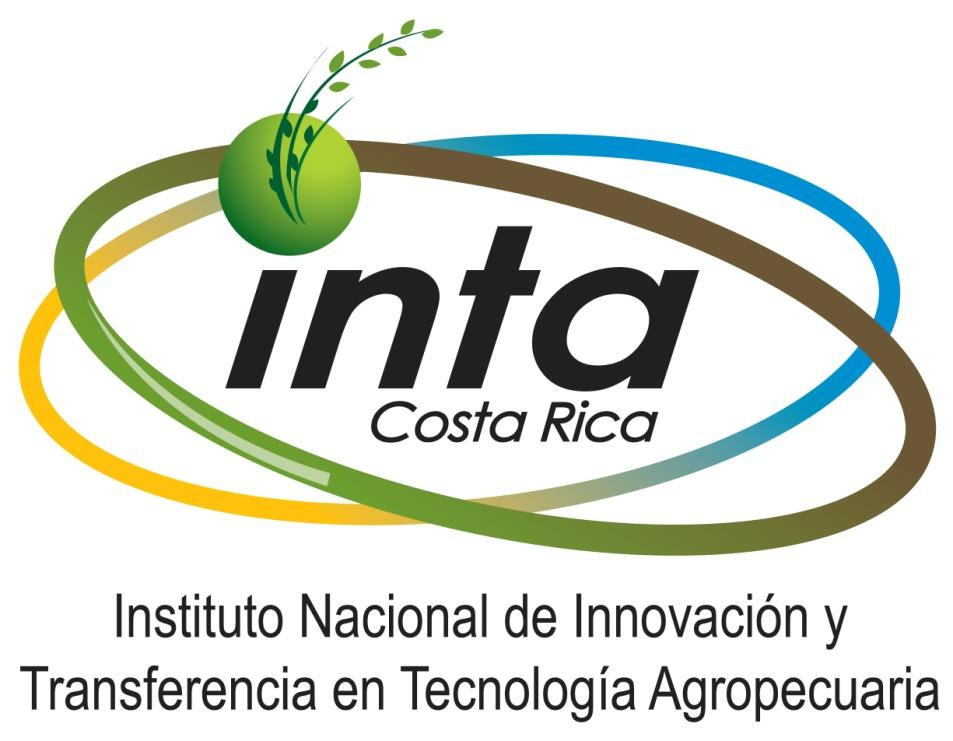 inta
Costa Rica
Instituto Nacional de Innovación y
Transferencia en Tecnología Agropecuaria